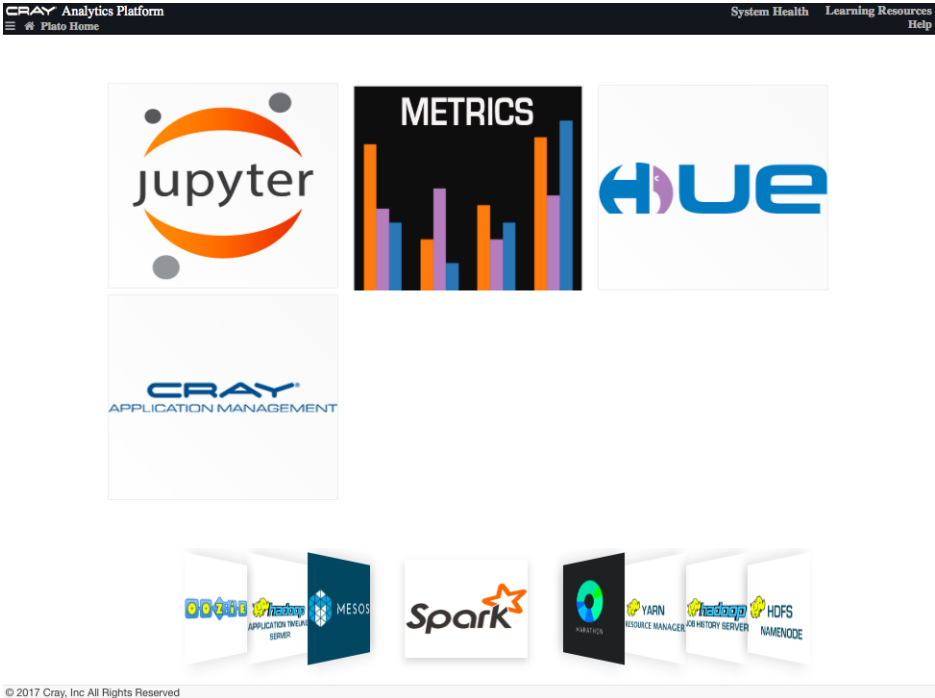 CRAY Analytics Platform
System Health
Learning Resources
Plato Home
Help
jupyter
METRICS
HUE
CRAY
APPLICATION MANAGEMENT
OOZIE
hadoop
APPLICATION TIMELINE
SERVER
MESOS
Spark
MARATHON
YARN
RESOURCE MANAGER
hadoop
JOB HISTORY SERVER
HDFS
NAMENODE
© 2017 Cray, Inc All Rights Reserved